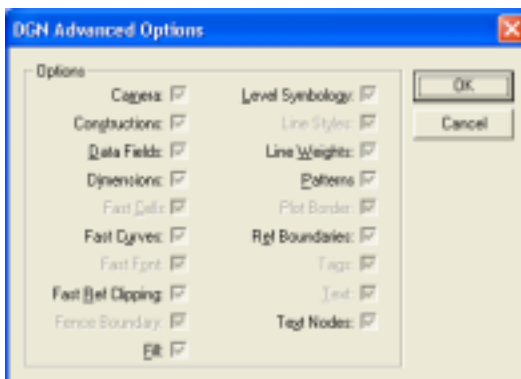 DGN Advanced Options
Options
Camera:
Constructions:
Data Fields:
Dimensions:
Fast Cells:
Fast Curves:
Fast Font:
Fast Ref Clipping:
Fence Boundary:
Fill:
Level Symbology:
Line Styles:
Line Weights:
Patterns
Plot Border:
Ref Boundaries:
Tags:
Text:
Text Nodes:
OK
Cancel